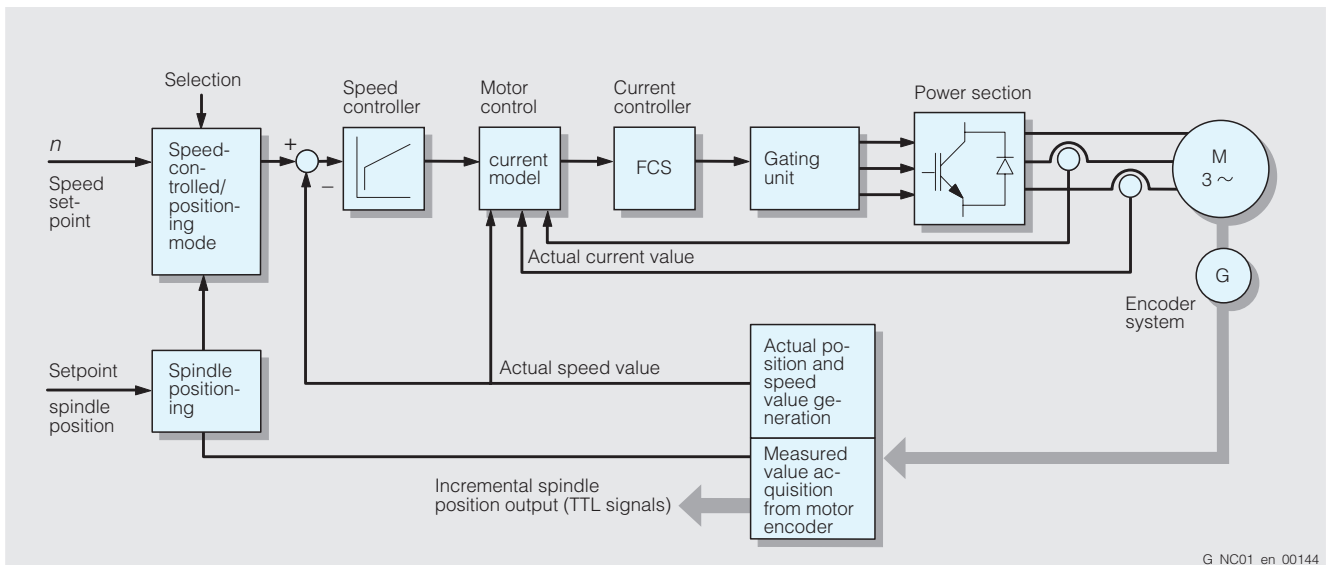 Selection
n
Speed
set-
point
Speed-
con-
trolled/
position-
ing
mode
+
−
Speed
controller
Motor
control
current
model
Current
controller
FCS
Gating
unit
Power section
M
3 ~
G
Encoder
system
Actual current value
Setpoint
spindle
position
Spindle
position-
ing
Actual speed value
Actual po-
sition and
speed
value ge-
neration
Measured
value ac-
quisition
from motor
encoder
Incremental spindle
position output (TTL signals)
G_NC01_en_00144